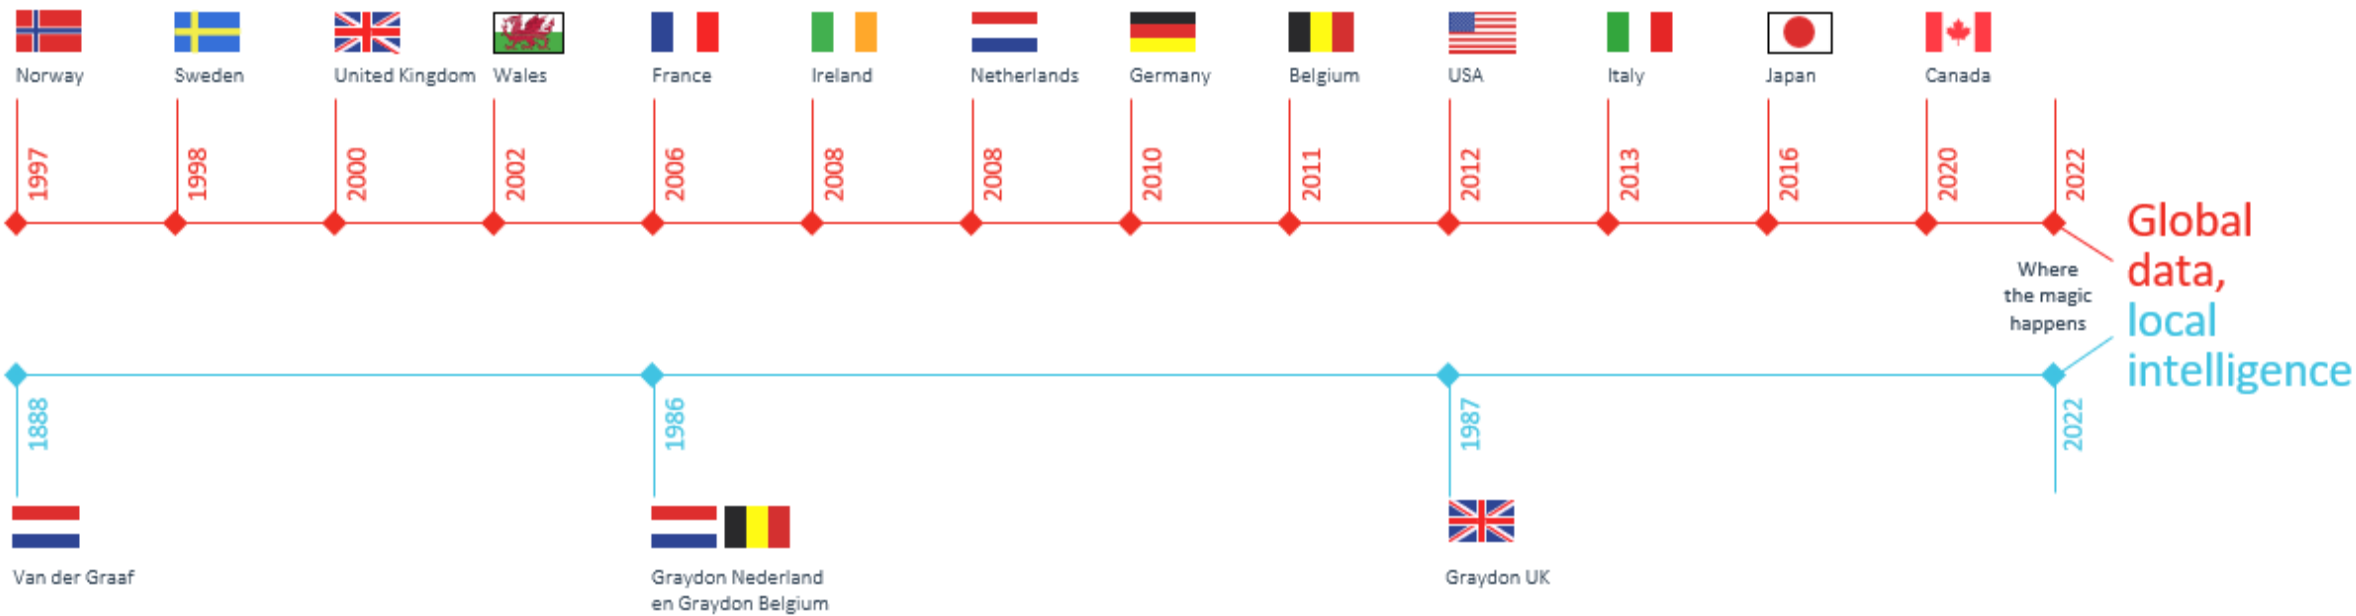 Norway
Sweden
United Kingdom
Wales
France
Ireland
Netherlands
Germany
Belgium
USA
Italy
Japan
Canada
1997
1998
2000
2002
2006
2008
2008
2010
2011
2012
2013
2016
2020
2022
Global
data,
local
intelligence
Where
the magic
happens
1888
1986
1987
2022
Van der Graaf
Graydon Nederland
en Graydon Belgium
Graydon UK